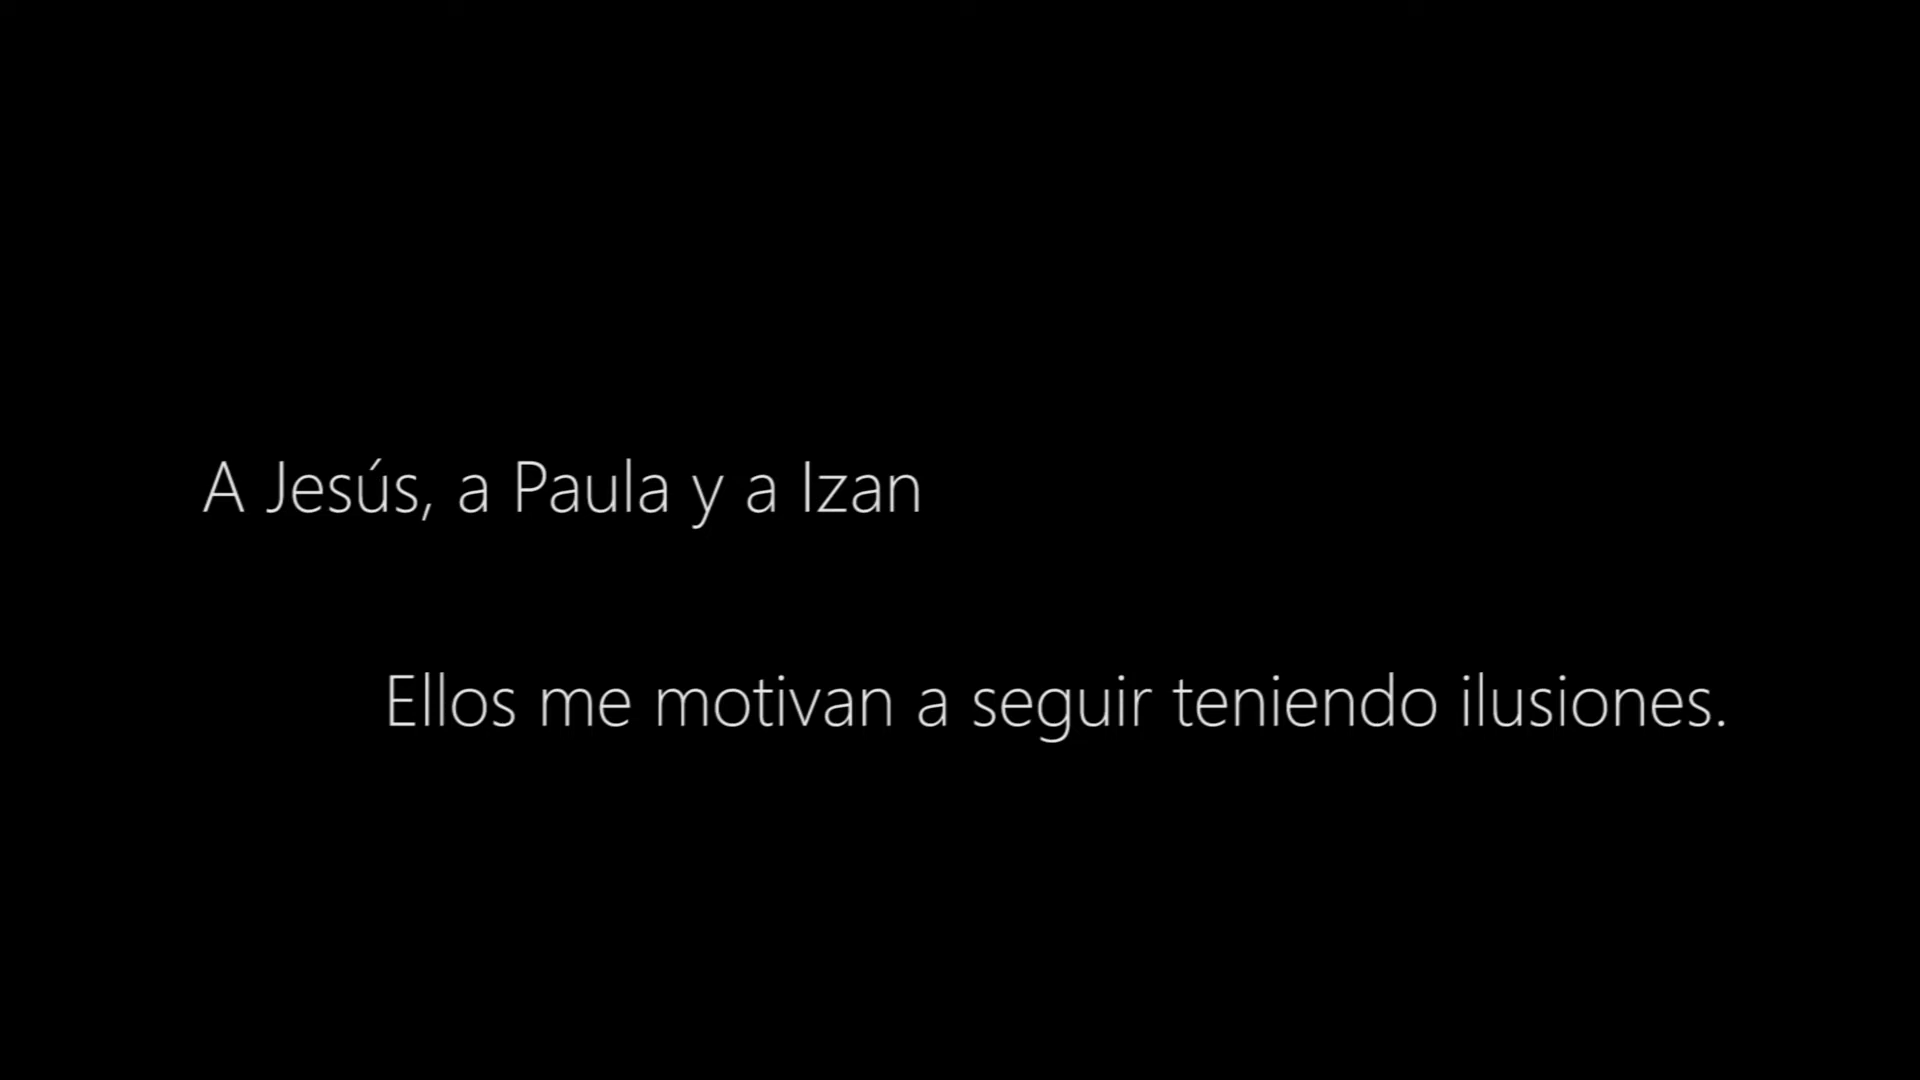 A Jesús, a Paula y a Izan
Ellos me motivan a seguir teniendo ilusiones.